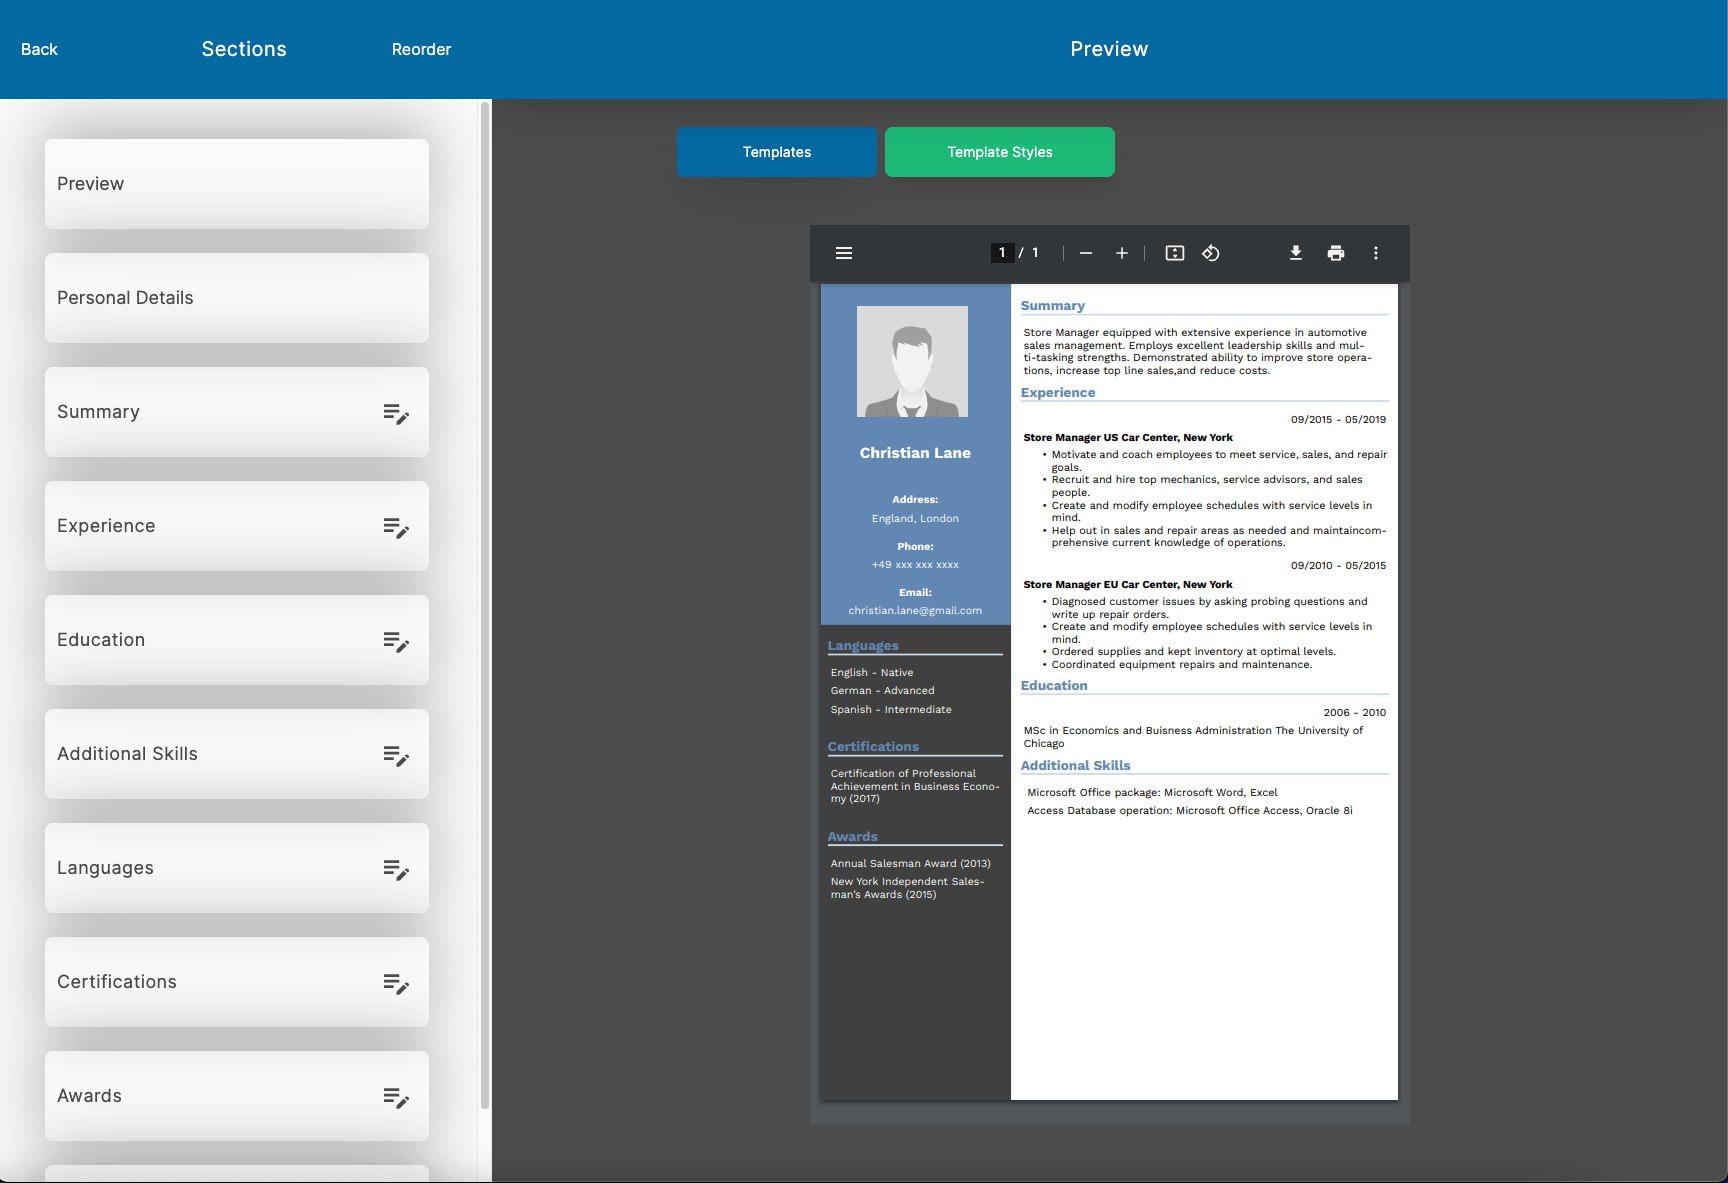 Back
Sections
Reorder
Preview
Preview
Personal Details
Summary
Experience
Education
Additional Skills
Languages
Certifications
Awards
Templates
Template Styles
1 / 1
Christian Lane
Address:
England, London
Phone:
+49 xxx xxx xxxx
Email:
christian.lane@gmail.com
Languages
English - Native
German - Advanced
Spanish - Intermediate
Certifications
Certification of Professional
Achievement in Business Econo-
my (2017)
Awards
Annual Salesman Award (2013)
New York Independent Sales-
man's Awards (2015)
Summary
Store Manager equipped with extensive experience in automotive
sales management. Employs excellent leadership skills and mul-
ti-tasking strengths. Demonstrated ability to improve store opera-
tions, increase top line sales,and reduce costs.
Experience
09/2015 - 05/2019
Store Manager US Car Center, New York
• Motivate and coach employees to meet service, sales, and repair
goals.
• Recruit and hire top mechanics, service advisors, and sales
people.
• Create and modify employee schedules with service levels in
mind.
• Help out in sales and repair areas as needed and maintaincom-
prehensive current knowledge of operations.
09/2010 - 05/2015
Store Manager EU Car Center, New York
• Diagnosed customer issues by asking probing questions and
write up repair orders.
• Create and modify employee schedules with service levels in
mind.
• Ordered supplies and kept inventory at optimal levels.
• Coordinated equipment repairs and maintenance.
Education
2006 - 2010
MSc in Economics and Buisness Administration The University of
Chicago
Additional Skills
Microsoft Office package: Microsoft Word, Excel
Access Database operation: Microsoft Office Access, Oracle 8i